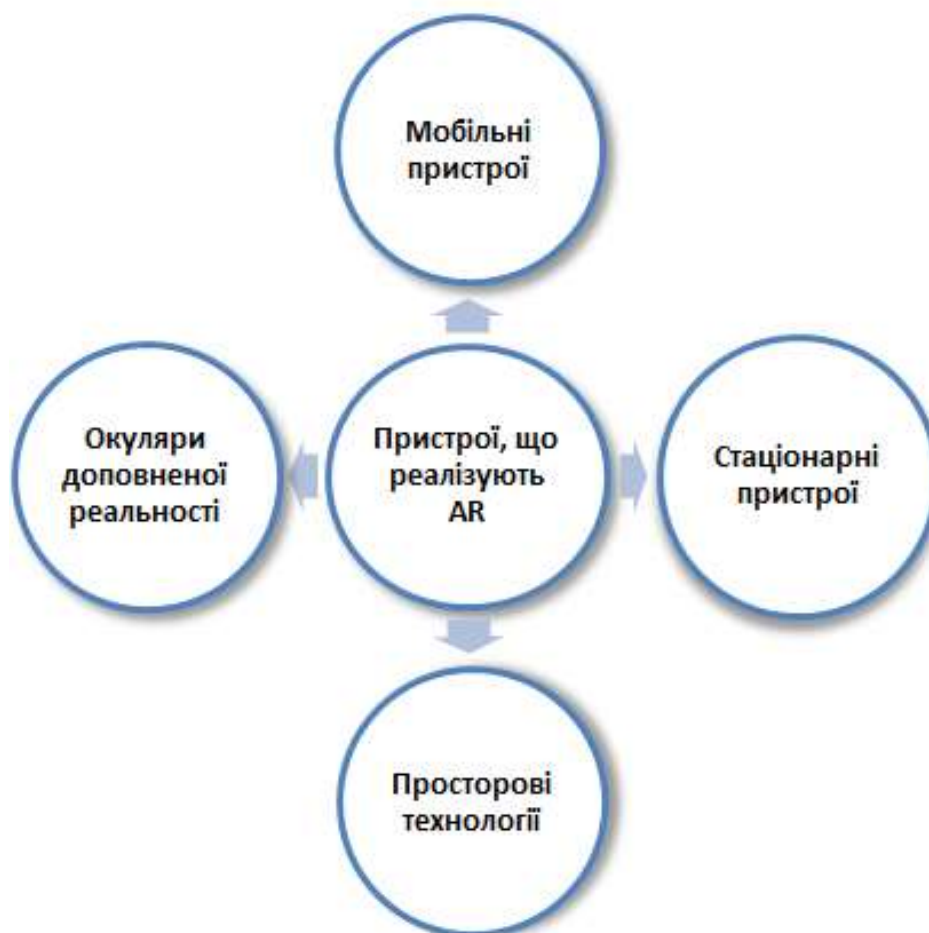 Мобільні
пристрої
Окуляри
доповненої
реальності
Пристрої, що
реалізують
AR
Стаціонарні
пристрої
Просторові
технології